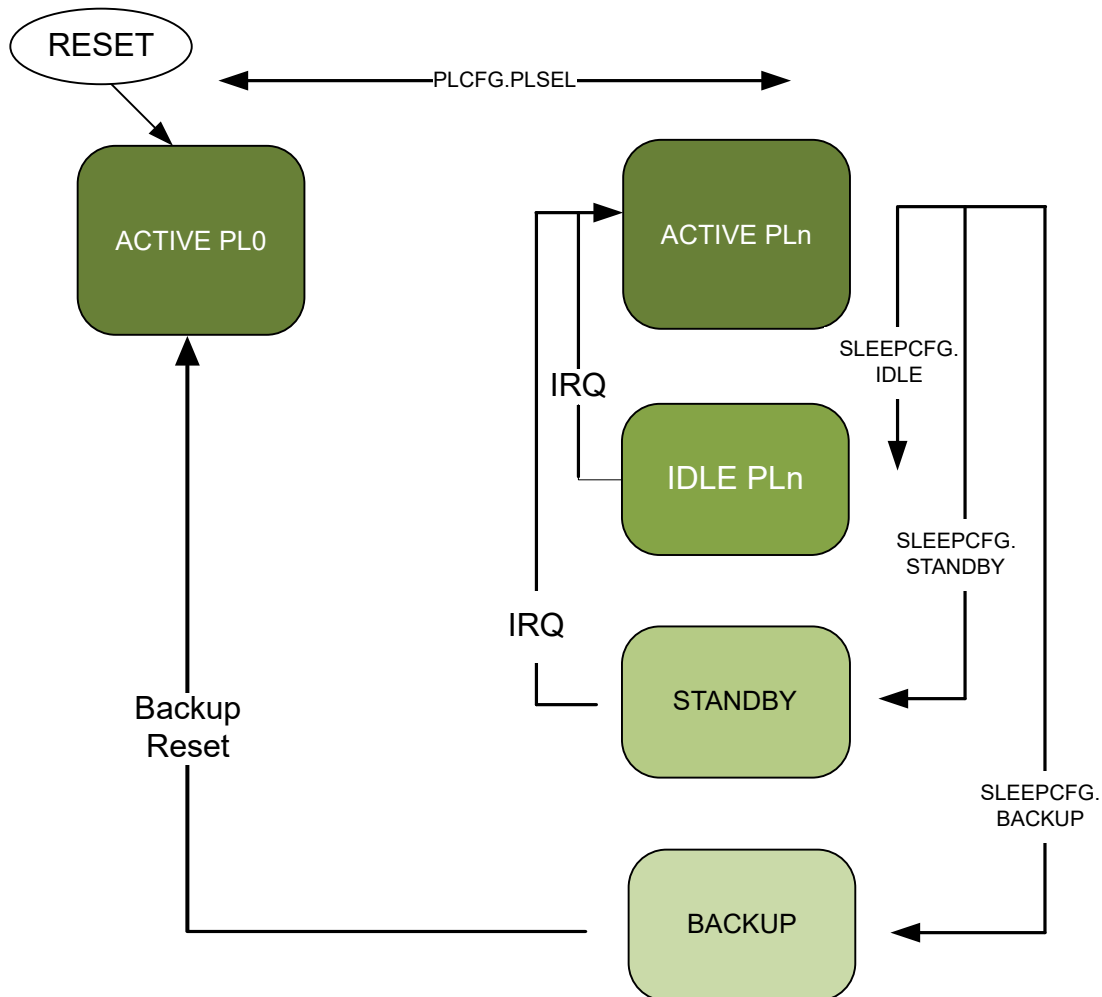 RESET
PLCFG.PLSEL
ACTIVE PL0
ACTIVE PLn
SLEEPCFG.
IDLE
IRQ
IDLE PLn
SLEEPCFG.
STANDBY
IRQ
STANDBY
Backup
Reset
SLEEPCFG.
BACKUP
BACKUP